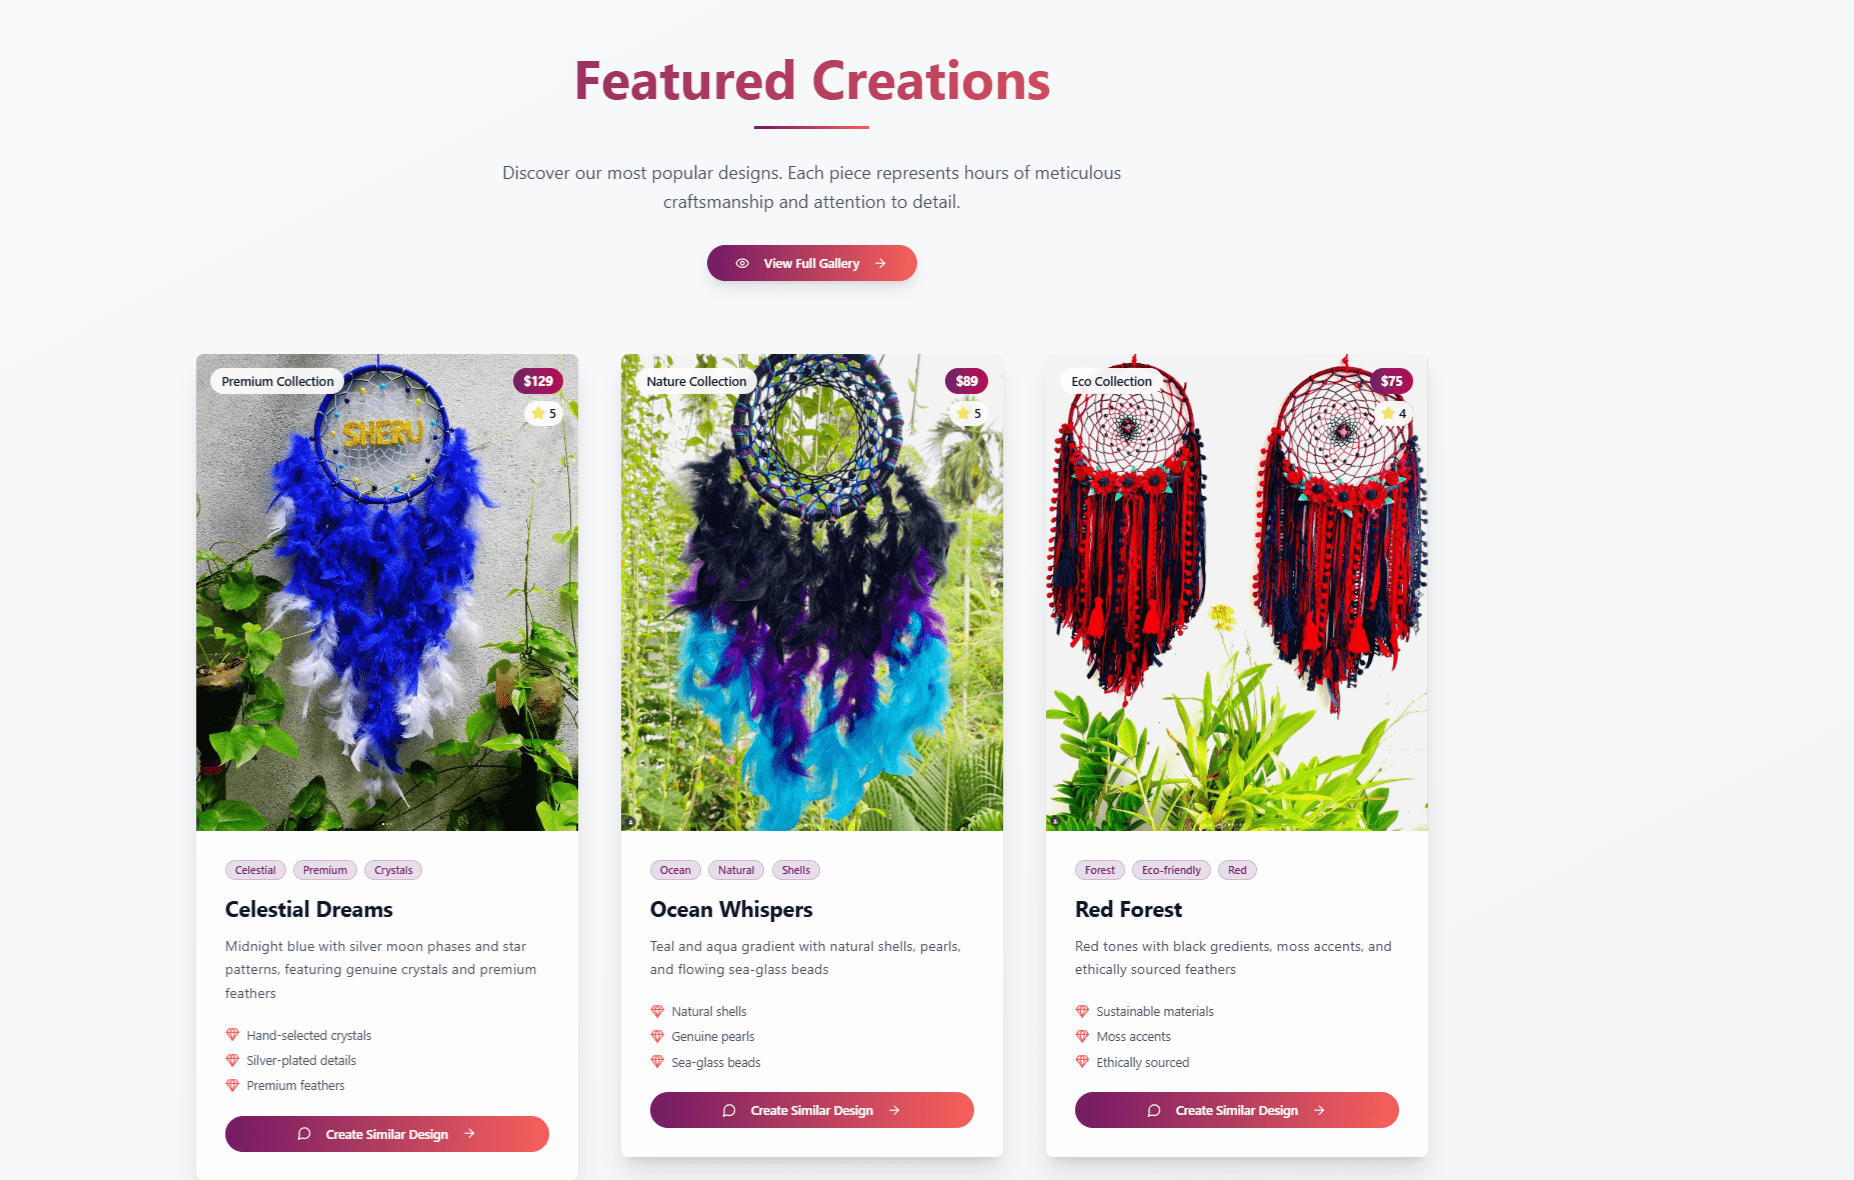 Featured Creations
Discover our most popular designs. Each piece represents hours of meticulous
craftsmanship and attention to detail.
View Full Gallery
Premium Collection
$129
5
SHERU
Celestial
Premium
Crystals
Celestial Dreams
Midnight blue with silver moon phases and star
patterns, featuring genuine crystals and premium
feathers
Hand-selected crystals
Silver-plated details
Premium feathers
Create Similar Design
Nature Collection
$89
5
Ocean
Natural
Shells
Ocean Whispers
Teal and aqua gradient with natural shells, pearls,
and flowing sea-glass beads
Natural shells
Genuine pearls
Sea-glass beads
Create Similar Design
Eco Collection
$75
4
Forest
Eco-friendly
Red
Red Forest
Red tones with black gredients, moss accents, and
ethically sourced feathers
Sustainable materials
Moss accents
Ethically sourced
Create Similar Design